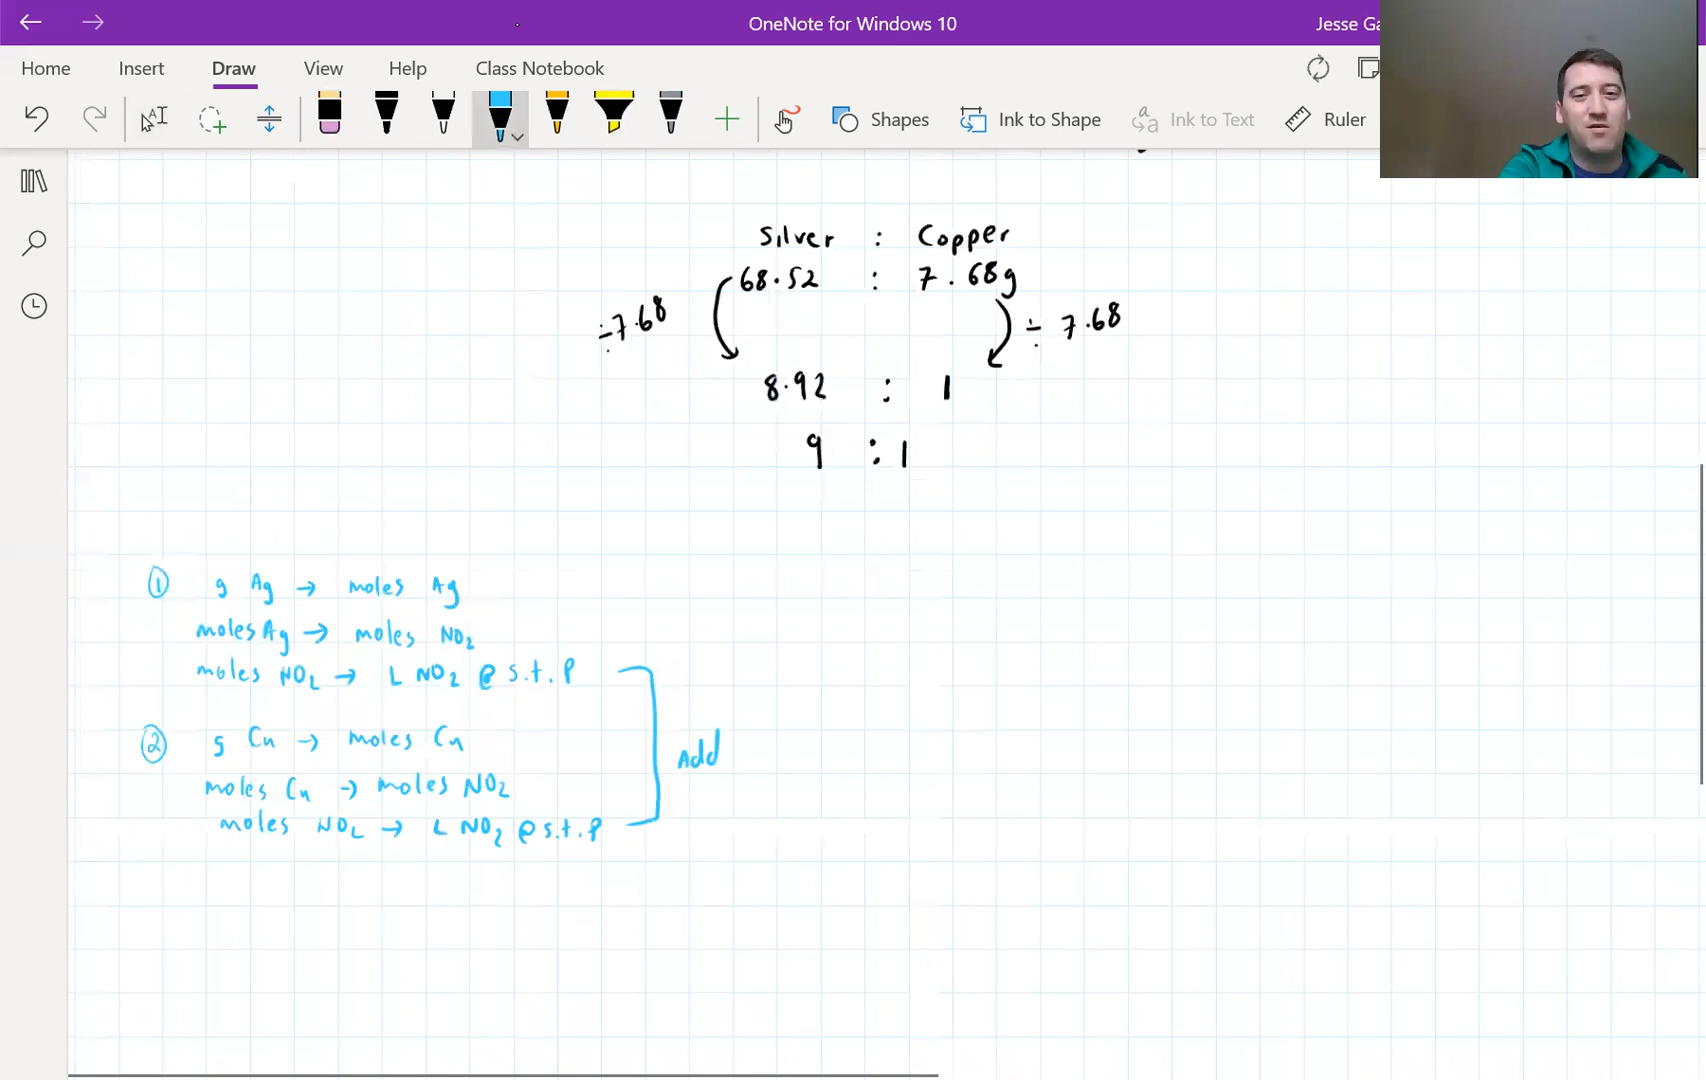 OneNote for Windows 10
Jesse Ga
Home Insert Draw View Help Class Notebook
Shapes Ink to Shape Ink to Text Ruler
Silver : Copper
68.52 : 7.68g
÷7.68 ÷ 7.68
8.92 : 1
9 : 1
① g Ag → moles Ag
moles Ag → moles NO₂
moles NO₂ → L NO₂ @ s.t.p
② g Cu → moles Cu
Add
moles Cu → moles NO₂
moles NO₂ → L NO₂ @ s.t.p